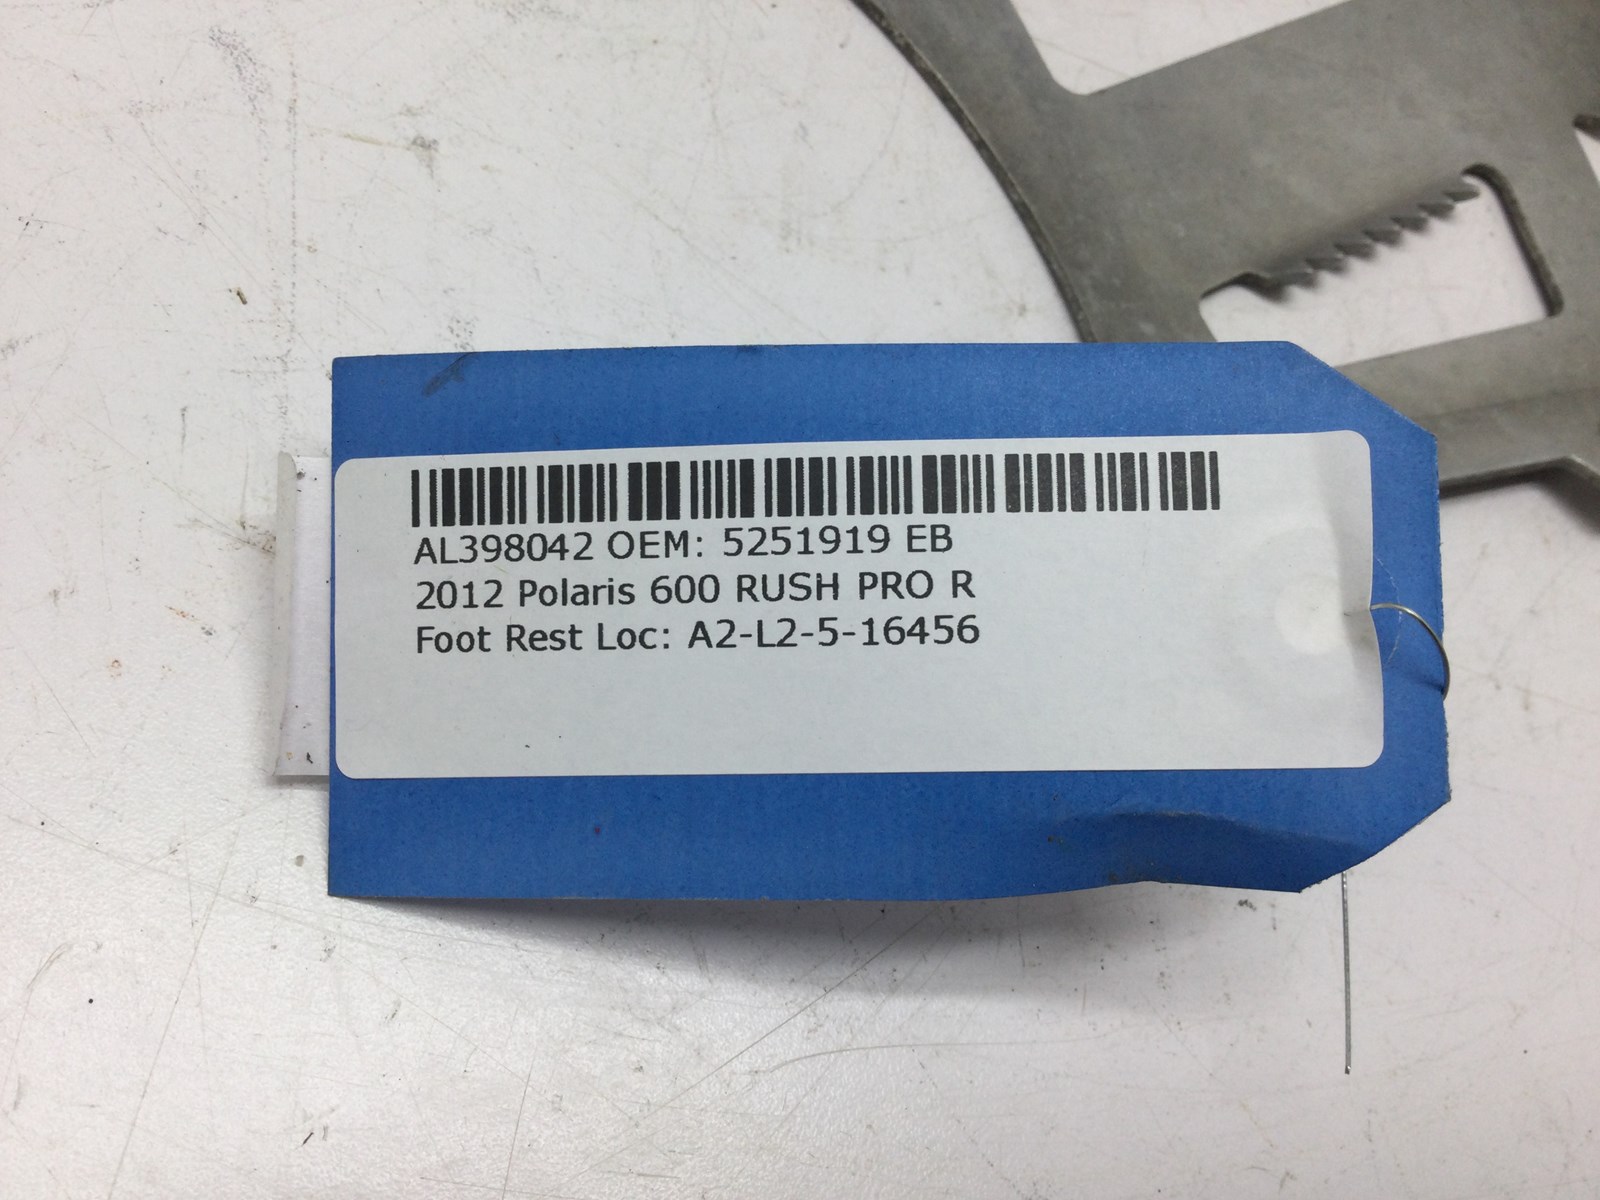 AL398042 OEM: 5251919 EB
2012 Polaris 600 RUSH PRO R
Foot Rest Loc: A2-L2-5-16456